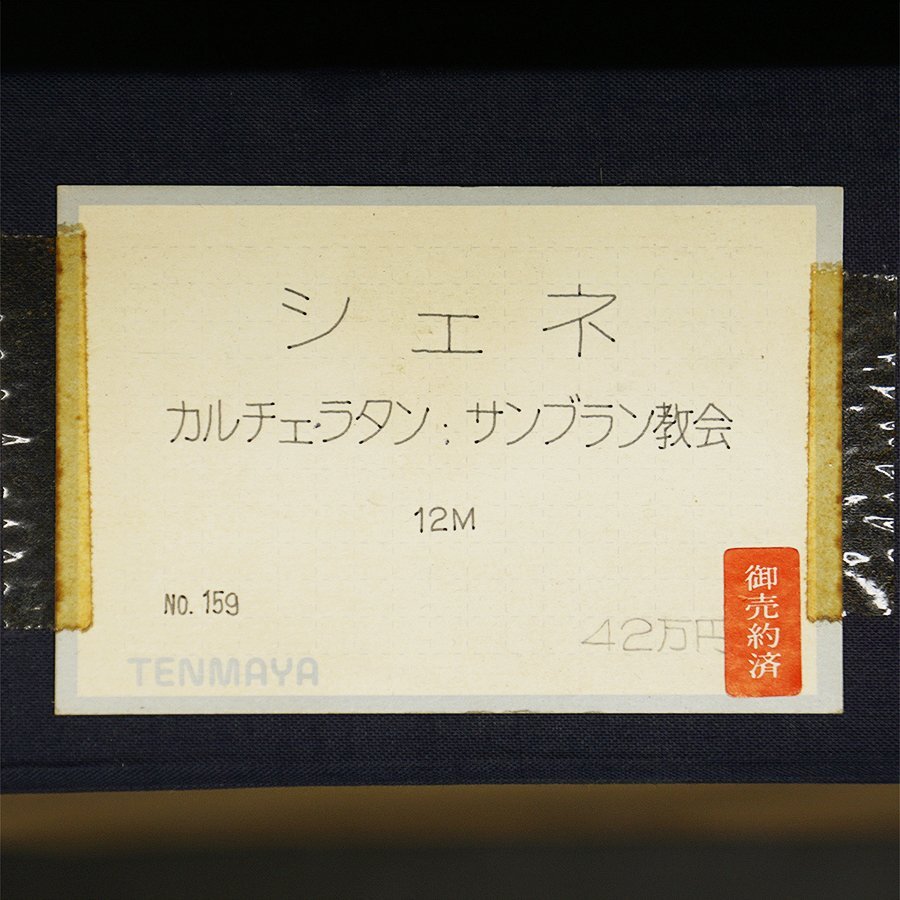 シェネ
カルチェ・ラタン；サンブラン教会
12M
NO. 159
42万円
御売約済
TENMAYA